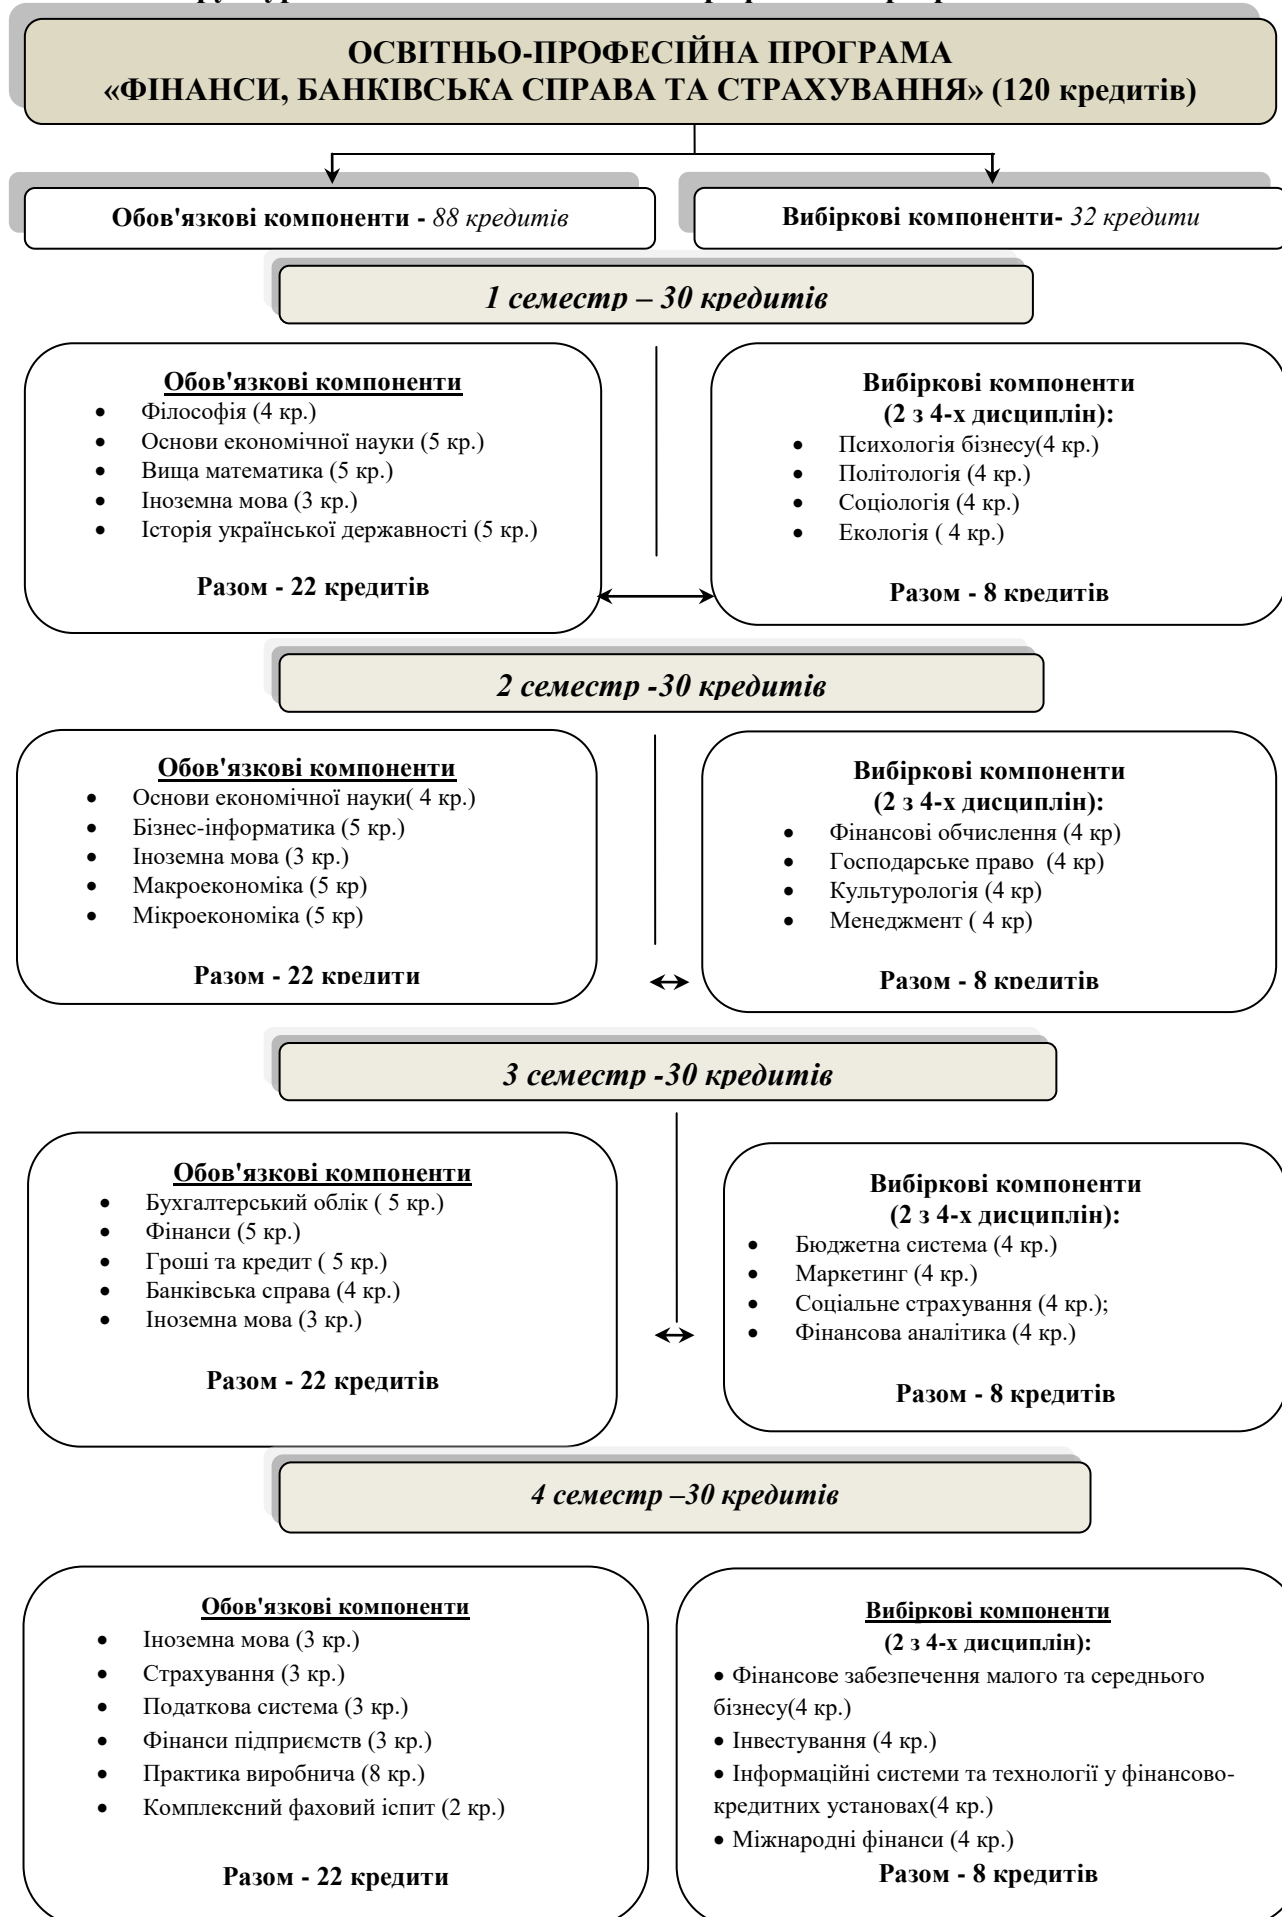 ОСВІТНЬО-ПРОФЕСІЙНА ПРОГРАМА
«ФІНАНСИ, БАНКІВСЬКА СПРАВА ТА СТРАХУВАННЯ» (120 кредитів)
Обов'язкові компоненти - 88 кредитів
Вибіркові компоненти- 32 кредити
1 семестр – 30 кредитів
Обов'язкові компоненти
• Філософія (4 кр.)
• Основи економічної науки (5 кр.)
• Вища математика (5 кр.)
• Іноземна мова (3 кр.)
• Історія української державності (5 кр.)
Разом - 22 кредитів
Вибіркові компоненти
(2 з 4-х дисциплін):
• Психологія бізнесу(4 кр.)
• Політологія (4 кр.)
• Соціологія (4 кр.)
• Екологія ( 4 кр.)
Разом - 8 кредитів
2 семестр -30 кредитів
Обов'язкові компоненти
• Основи економічної науки( 4 кр.)
• Бізнес-інформатика (5 кр.)
• Іноземна мова (3 кр.)
• Макроекономіка (5 кр)
• Мікроекономіка (5 кр)
Разом - 22 кредити
Вибіркові компоненти
(2 з 4-х дисциплін):
• Фінансові обчислення (4 кр)
• Господарське право (4 кр)
• Культурологія (4 кр)
• Менеджмент ( 4 кр)
Разом - 8 кредитів
3 семестр -30 кредитів
Обов'язкові компоненти
• Бухгалтерський облік ( 5 кр.)
• Фінанси (5 кр.)
• Гроші та кредит ( 5 кр.)
• Банківська справа (4 кр.)
• Іноземна мова (3 кр.)
Разом - 22 кредитів
Вибіркові компоненти
(2 з 4-х дисциплін):
• Бюджетна система (4 кр.)
• Маркетинг (4 кр.)
• Соціальне страхування (4 кр.);
• Фінансова аналітика (4 кр.)
Разом - 8 кредитів
4 семестр –30 кредитів
Обов'язкові компоненти
• Іноземна мова (3 кр.)
• Страхування (3 кр.)
• Податкова система (3 кр.)
• Фінанси підприємств (3 кр.)
• Практика виробнича (8 кр.)
• Комплексний фаховий іспит (2 кр.)
Разом - 22 кредити
Вибіркові компоненти
(2 з 4-х дисциплін):
• Фінансове забезпечення малого та середнього
бізнесу(4 кр.)
• Інвестування (4 кр.)
• Інформаційні системи та технології у фінансово-
кредитних установах(4 кр.)
• Міжнародні фінанси (4 кр.)
Разом - 8 кредитів